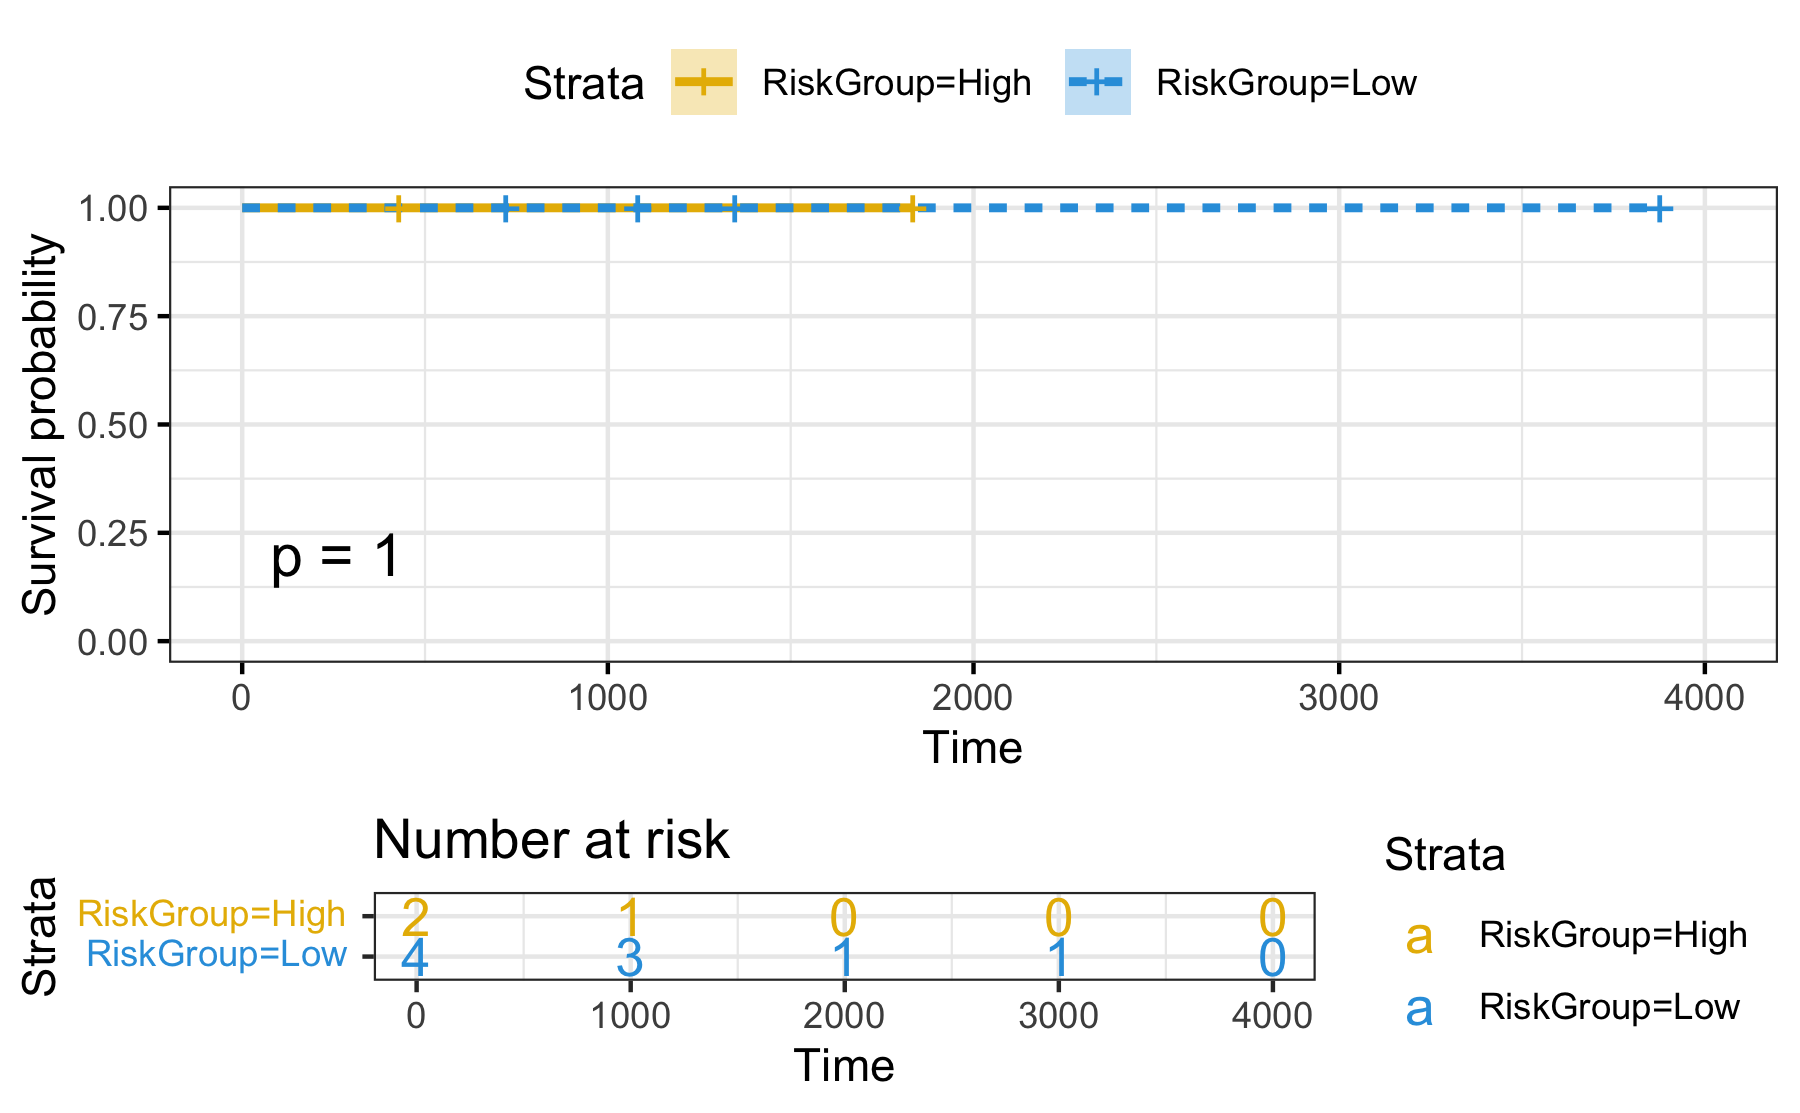 Strata RiskGroup=High RiskGroup=Low
Survival probability
1.00
0.75
0.50
0.25
0.00
p = 1
0 1000 2000 3000 4000
Time
Number at risk
Strata
RiskGroup=High 2 1 0 0 0
RiskGroup=Low 4 3 1 1 0
0 1000 2000 3000 4000
Time
Strata
a RiskGroup=High
a RiskGroup=Low